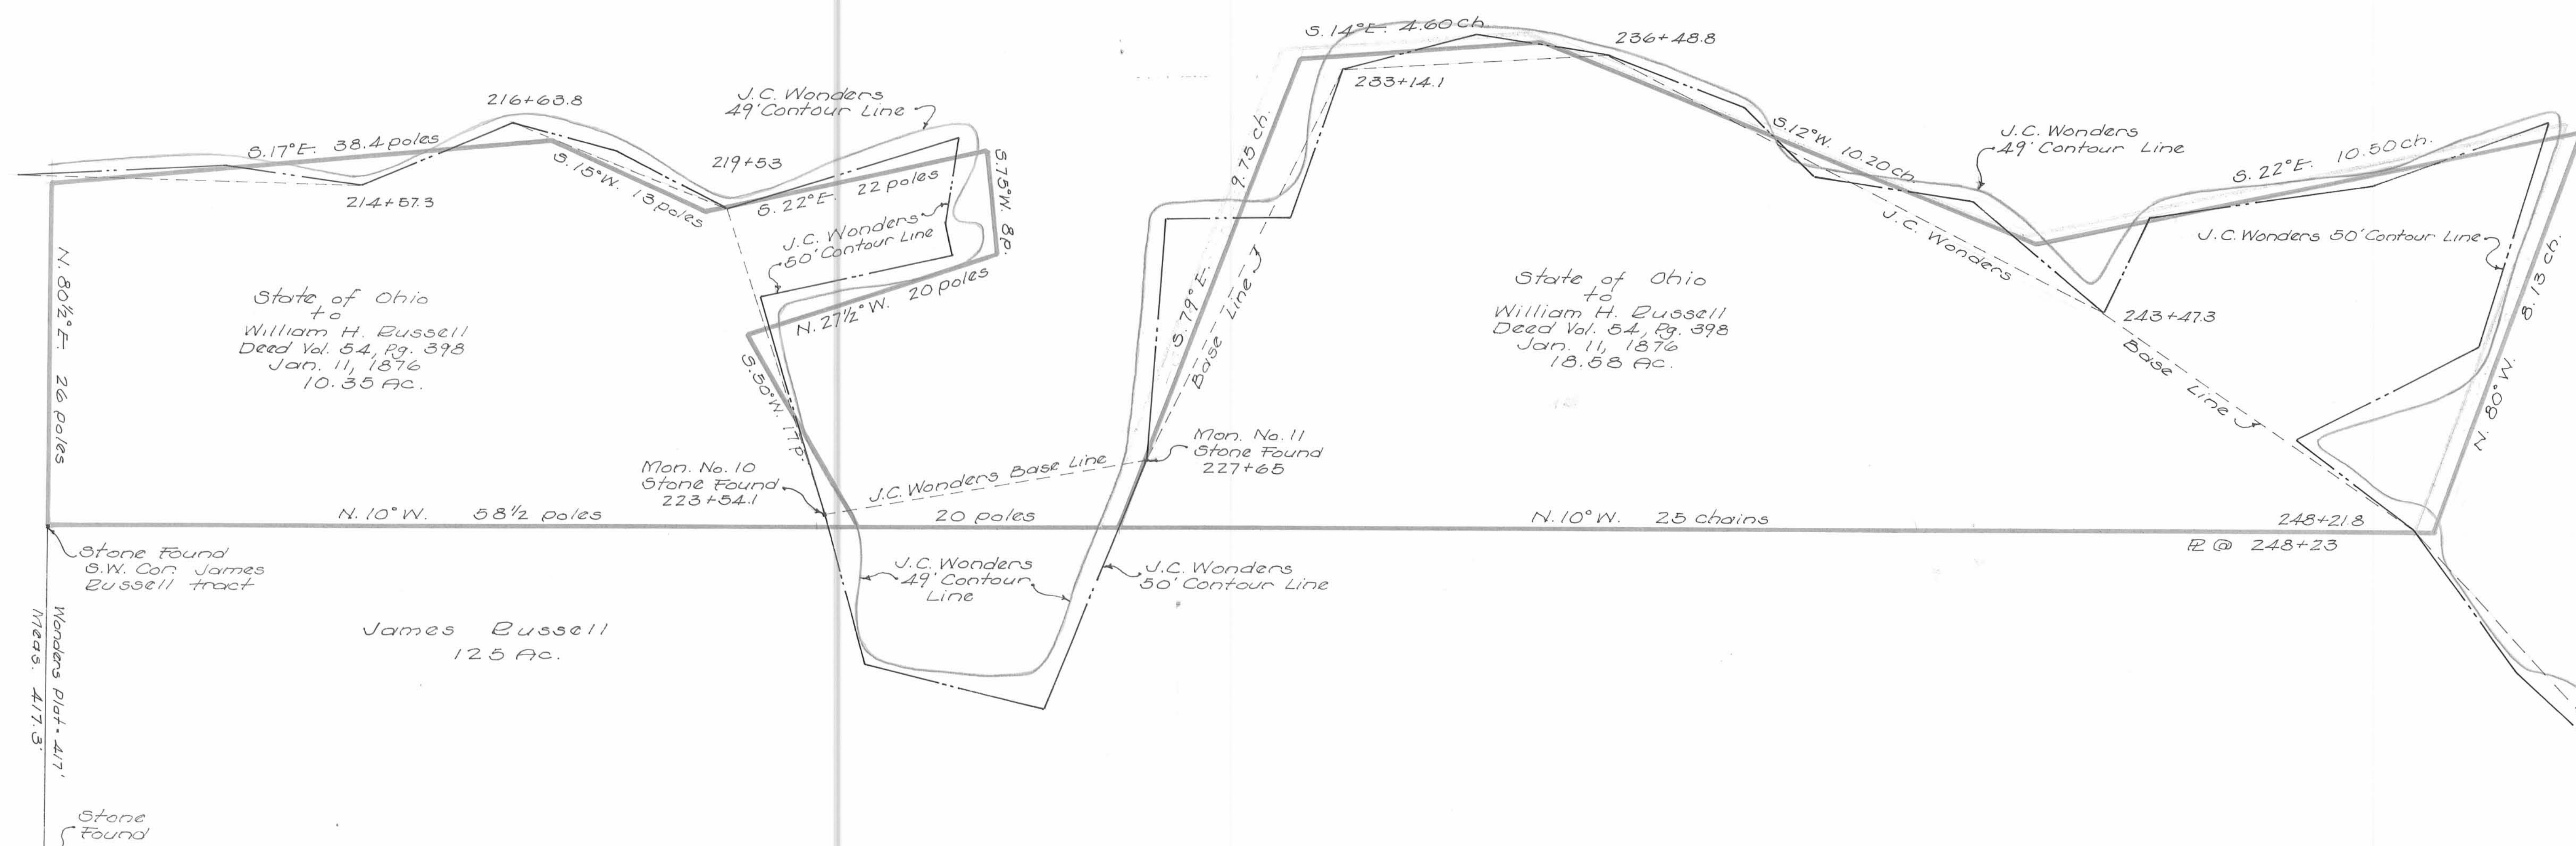 S. 17° E. 38.4 poles
216+63.8
214+57.3
S. 15° W. 13 poles
219+53
J.C. Wonders
49' Contour Line
S. 22° E. 22 poles
S. 75° W. 8 p.
J.C. Wonders
50' Contour Line
N. 27½° W. 20 poles
S. 50° W. 17 p.
N. 80½° E. 26 poles
State of Ohio
to
William H. Russell
Deed Vol. 54, Pg. 398
Jan. 11, 1876
10.35 Ac.
Mon. No. 10
Stone Found
223+54.1
J.C. Wonders Base Line
Mon. No. 11
Stone Found
227+65
N. 10° W. 58½ poles
20 poles
N. 10° W. 25 chains
248+21.8
PL @ 248+23
S. 14° E. 4.60 ch.
233+14.1
236+48.8
9.75 ch.
S. 79° E.
Base Line
S. 12° W. 10.20 ch.
J.C. Wonders
49' Contour Line
S. 22° E. 10.50 ch.
J.C. Wonders
Base Line
243+47.3
J.C. Wonders 50' Contour Line
8.13 ch.
N. 80° W.
State of Ohio
to
William H. Russell
Deed Vol. 54, Pg. 398
Jan. 11, 1876
18.58 Ac.
Stone Found
S.W. Cor. James
Russell tract
J.C. Wonders
49' Contour
Line
J.C. Wonders
50' Contour Line
James Russell
125 Ac.
Wonders Plat = 417'
Meas. 417.3'
Stone
Found